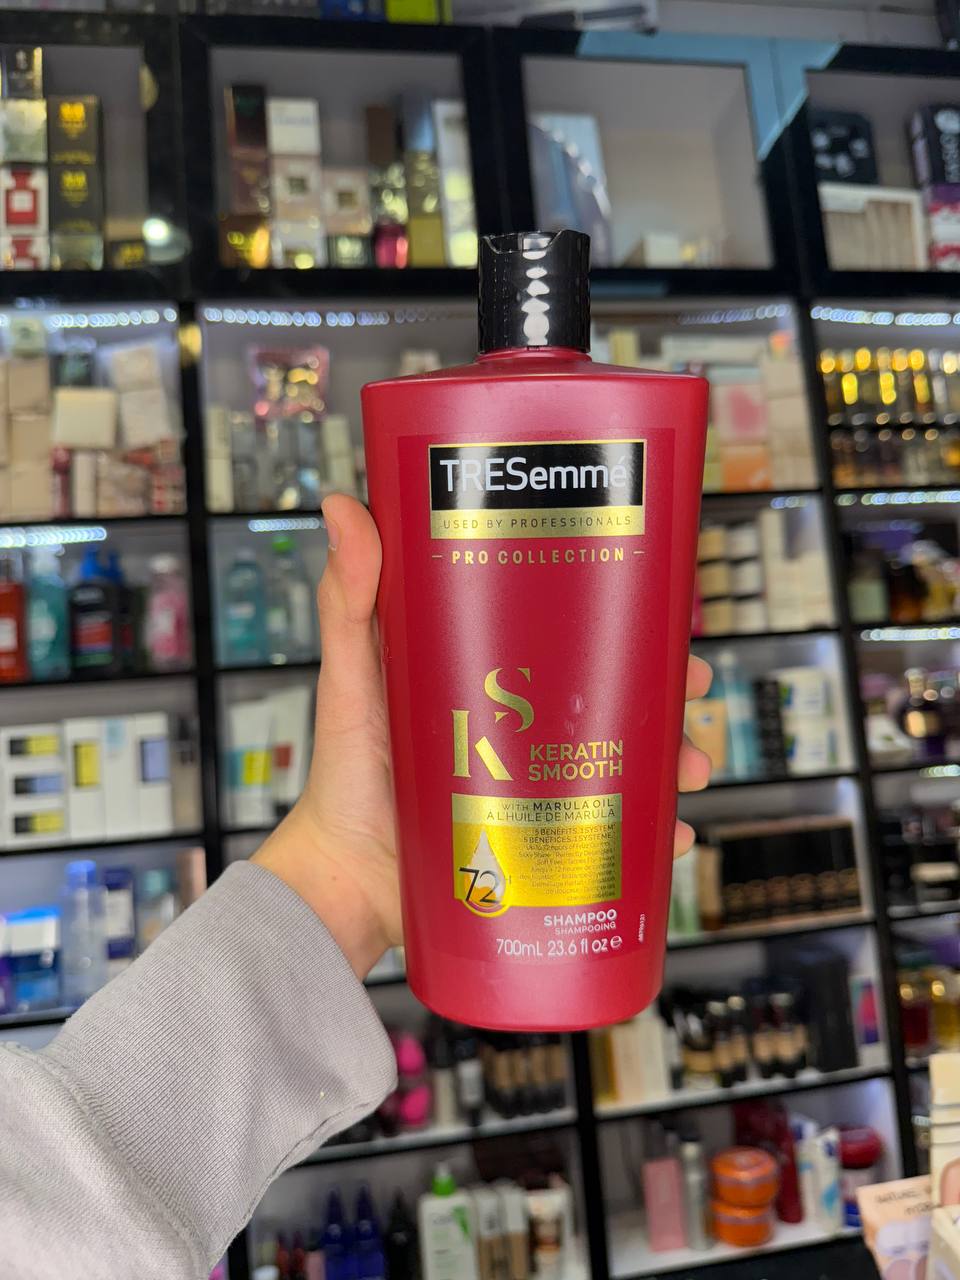 TRESemmé
USED BY PROFESSIONALS
PRO COLLECTION
KS
KERATIN
SMOOTH
WITH MARULA OIL
A L'HUILE DE MARULA
5 BENEFITS, 1 SYSTEM
5 BÉNÉFICES, 1 SYSTÈME
72H
SHAMPOO
SHAMPOOING
700mL 23.6 fl oz e